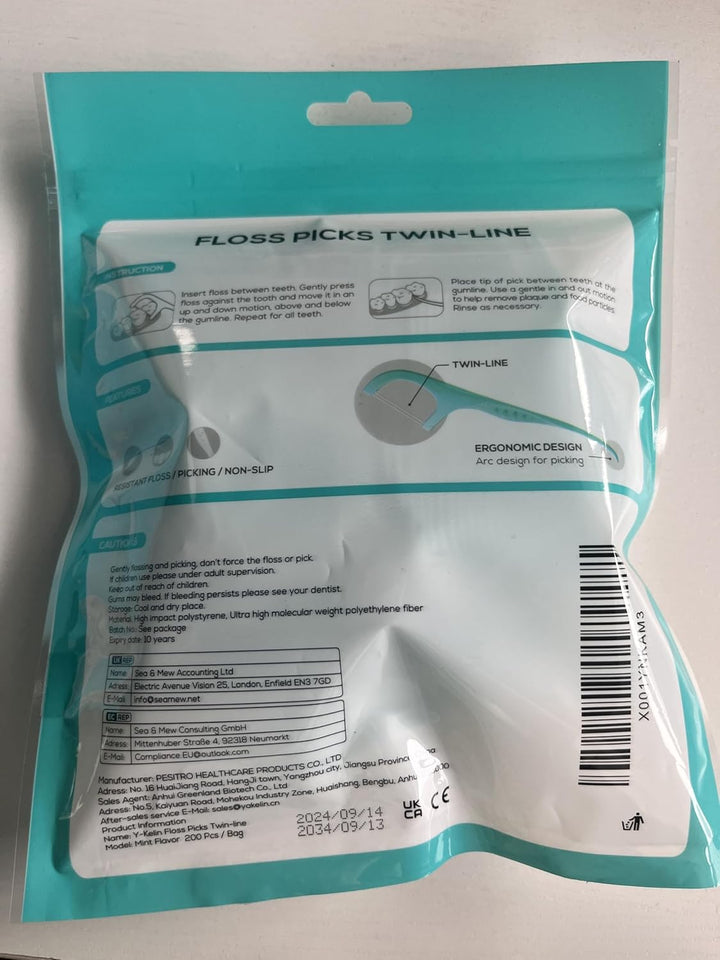 FLOSS PICKS TWIN-LINE
INSTRUCTION
Insert floss between teeth. Gently press
floss against the tooth and move it in an
up and down motion, above and below
the gumline. Repeat for all teeth.
Place tip of pick between teeth at the
gumline. Use a gentle in and out motion
to help remove plaque and food particles.
Rinse as necessary.
FEATURES
TWIN-LINE
RESISTANT FLOSS / PICKING / NON-SLIP
ERGONOMIC DESIGN
Arc design for picking
CAUTIONS
Gently flossing and picking, don't force the floss or pick.
If children use please under adult supervision.
Keep out of reach of children.
Gums may bleed. If bleeding persists please see your dentist.
Storage: Cool and dry place.
Material: High impact polystyrene, Ultra high molecular weight polyethylene fiber
Batch No.: See package
Expiry date: 10 years
UK REP
Name: Sea & Mew Accounting Ltd
Adress: Electric Avenue Vision 25, London, Enfield EN3 7GD
E-Mail: info@seamew.net
EC REP
Name: Sea & Mew Consulting GmbH
Adress: Mittenhuber Straße 4, 92318 Neumarkt
E-Mail: Compliance.EU@outlook.com
Manufacturer: PESITRO HEALTHCARE PRODUCTS CO., LTD
Adress: No. 16 HuaiJiang Road, HangJi town, Yangzhou city, Jiangsu Province,
Sales Agent: Anhui Greenland Biotech Co., Ltd
Adress: No.5, Kaiyuan Road, Mohekou Industry Zone, Huaishang, Bengbu, Anhui
After-sales service E-Mail: sales@yakelin.cn
Product Information
Name: Y-Kelin Floss Picks Twin-line
Model: Mint Flavor 200 Pcs / Bag
2024/09/14
2034/09/13
UK
CA CE
X001YNKAM3